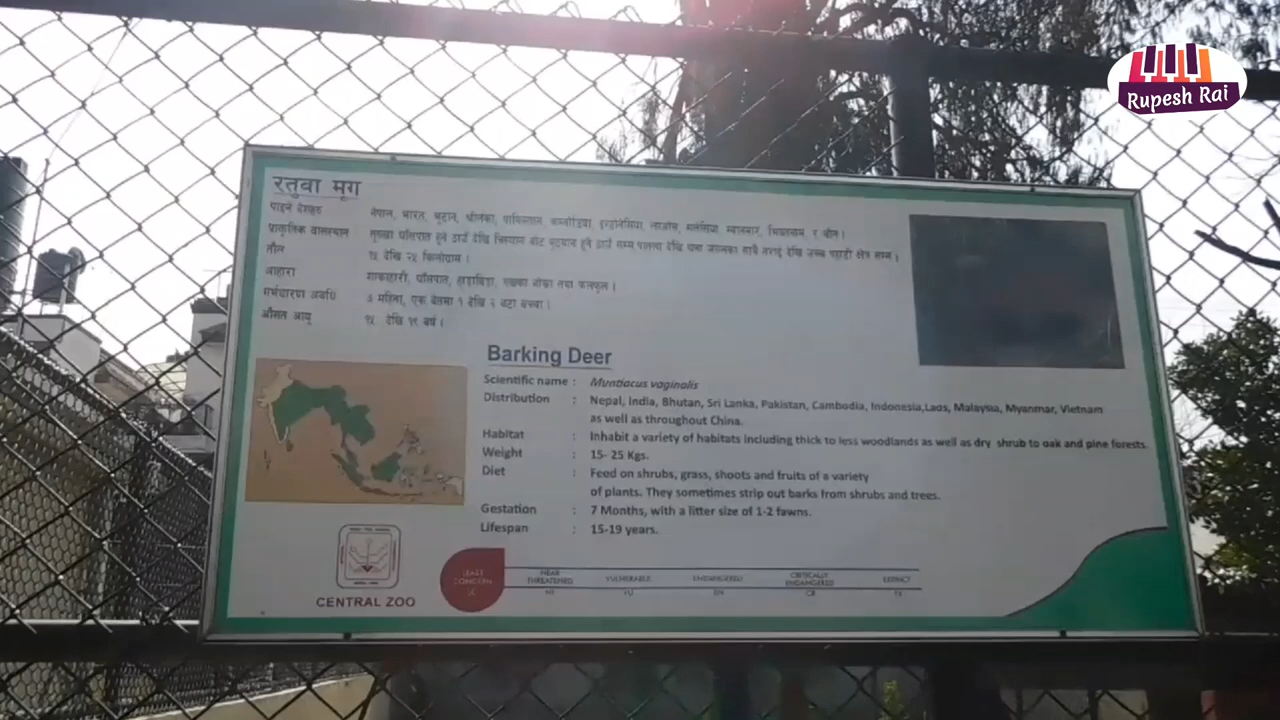 Rupesh Rai
रतुवा मृग
पाइने देशहरु नेपाल, भारत, भूटान, श्रीलंका, पाकिस्तान, कम्बोडिया, इन्डोनेसिया, लाओस, मलेसिया, म्यानमार, भियतनाम, र चीन।
प्राकृतिक वासस्थान
तौल १५ देखि २५ किलोग्राम।
आहारा शाकाहारी, घाँसपात, तथा फलफुल।
गर्भधारण अवधि ७ महिना, एक बेतमा १ देखि २ वटा बच्चा।
औसत आयु १५ देखि १९ बर्ष।
Barking Deer
Scientific name : Muntiacus vaginalis
Distribution : Nepal, India, Bhutan, Sri Lanka, Pakistan, Cambodia, Indonesia,Laos, Malaysia, Myanmar, Vietnam
as well as throughout China.
Habitat : Inhabit a variety of habitats including thick to less woodlands as well as dry shrub to oak and pine forests.
Weight : 15- 25 Kgs.
Diet : Feed on shrubs, grass, shoots and fruits of a variety
of plants. They sometimes strip out barks from shrubs and trees.
Gestation : 7 Months, with a litter size of 1-2 fawns.
Lifespan : 15-19 years.
CENTRAL ZOO
LEAST CONCERN LC
NEAR THREATENED VULNERABLE ENDANGERED CRITICALLY ENDANGERED EXTINCT
NT VU EN CR EX